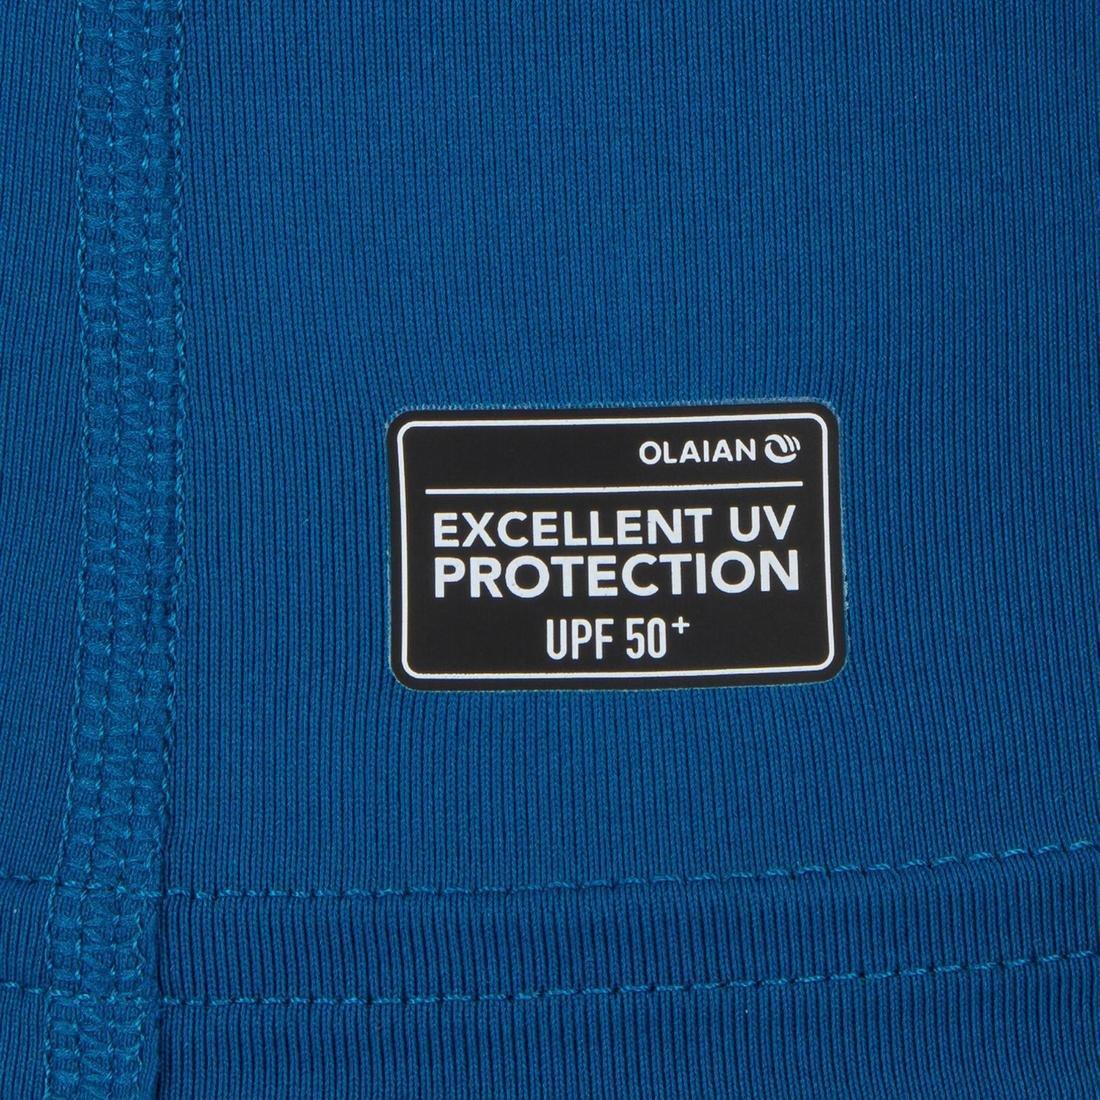 OLAIAN
EXCELLENT UV
PROTECTION
UPF 50+